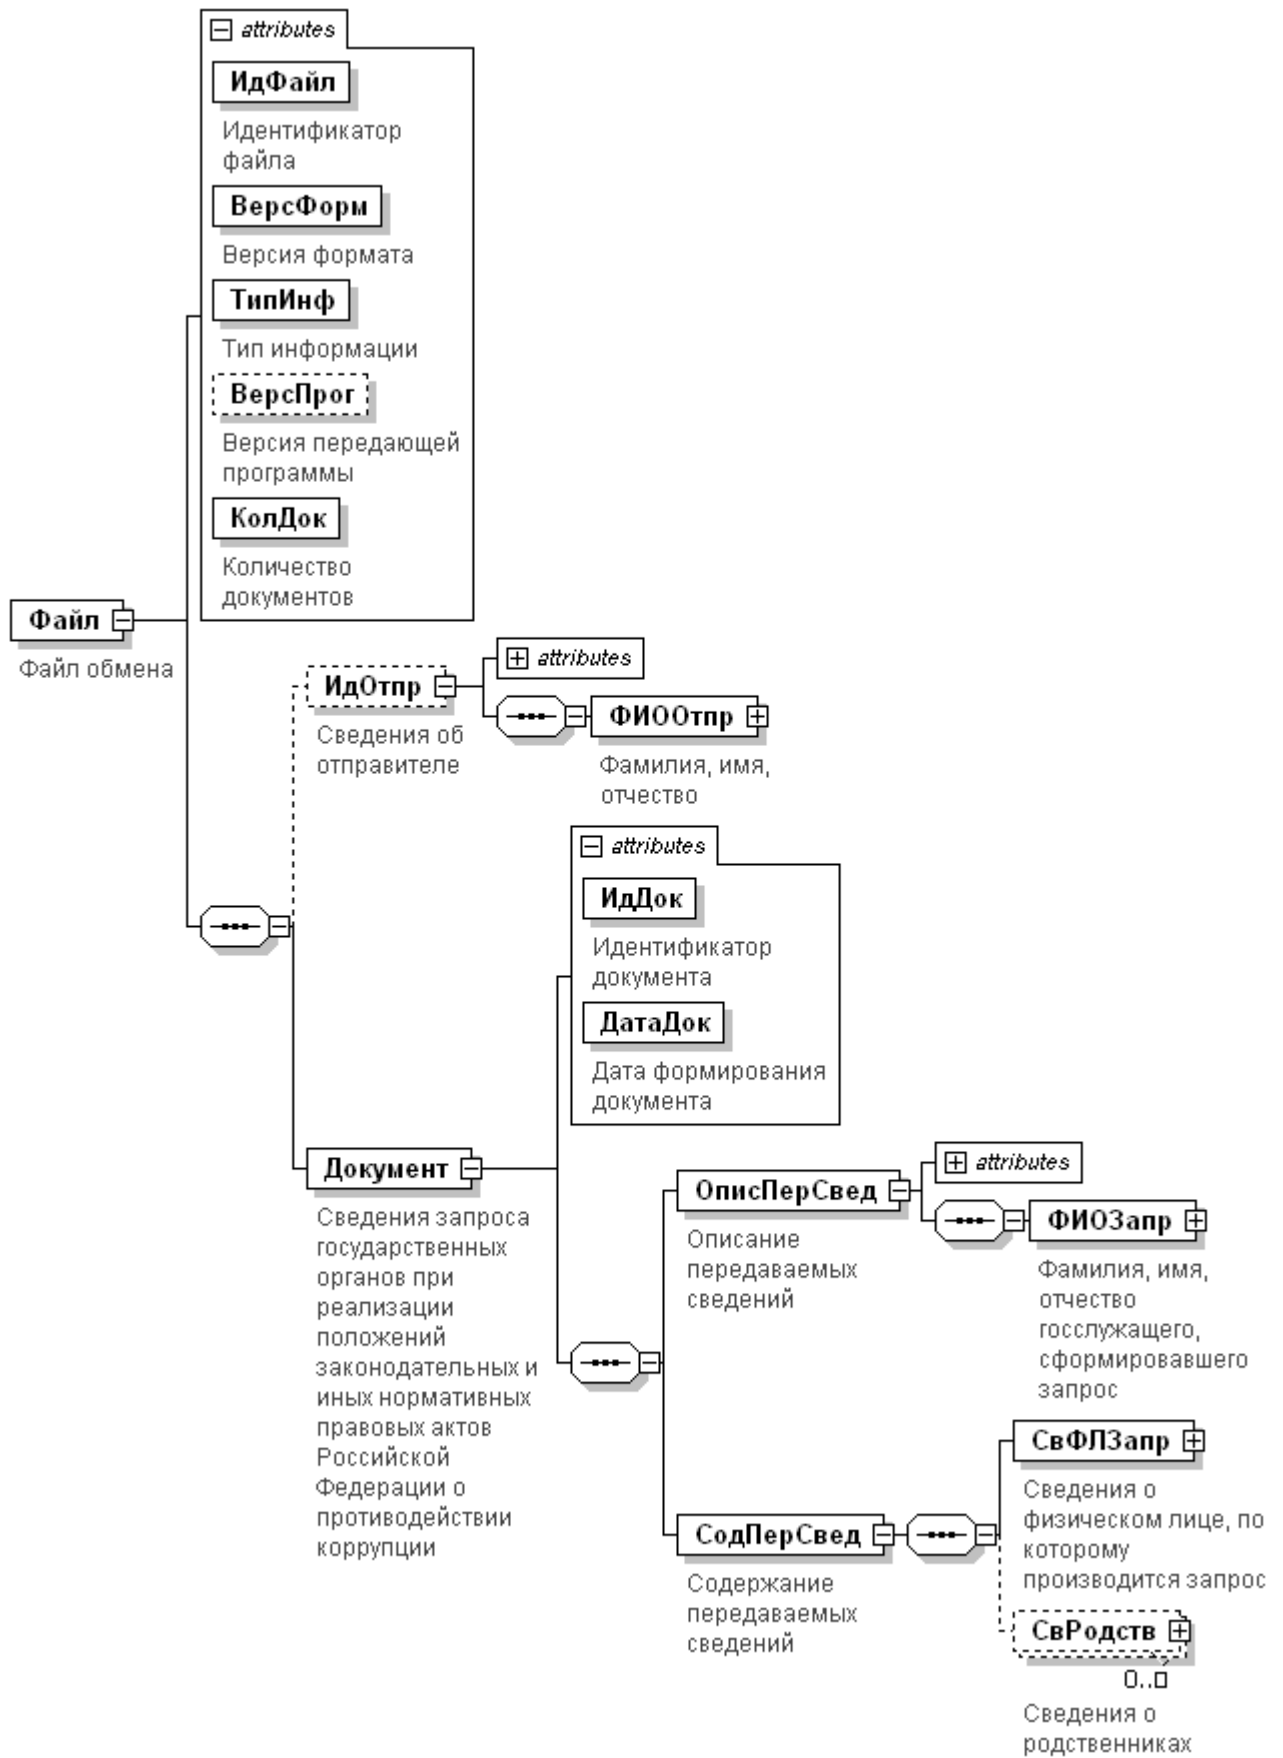 attributes
ИдФайл
Идентификатор
файла
ВерсФорм
Версия формата
ТипИнф
Тип информации
ВерсПрог
Версия передающей
программы
КолДок
Количество
документов
Файл
Файл обмена
ИдОтпр
Сведения об
отправителе
attributes
ФИООтпр
Фамилия, имя,
отчество
attributes
ИдДок
Идентификатор
документа
ДатаДок
Дата формирования
документа
Документ
Сведения запроса
государственных
органов при
реализации
положений
законодательных и
иных нормативных
правовых актов
Российской
Федерации о
противодействии
коррупции
ОписПерСвед
Описание
передаваемых
сведений
attributes
ФИОЗапр
Фамилия, имя,
отчество
госслужащего,
сформировавшего
запрос
СодПерСвед
Содержание
передаваемых
сведений
СвФЛЗапр
Сведения о
физическом лице, по
которому
производится запрос
СвРодств
0..□
Сведения о
родственниках